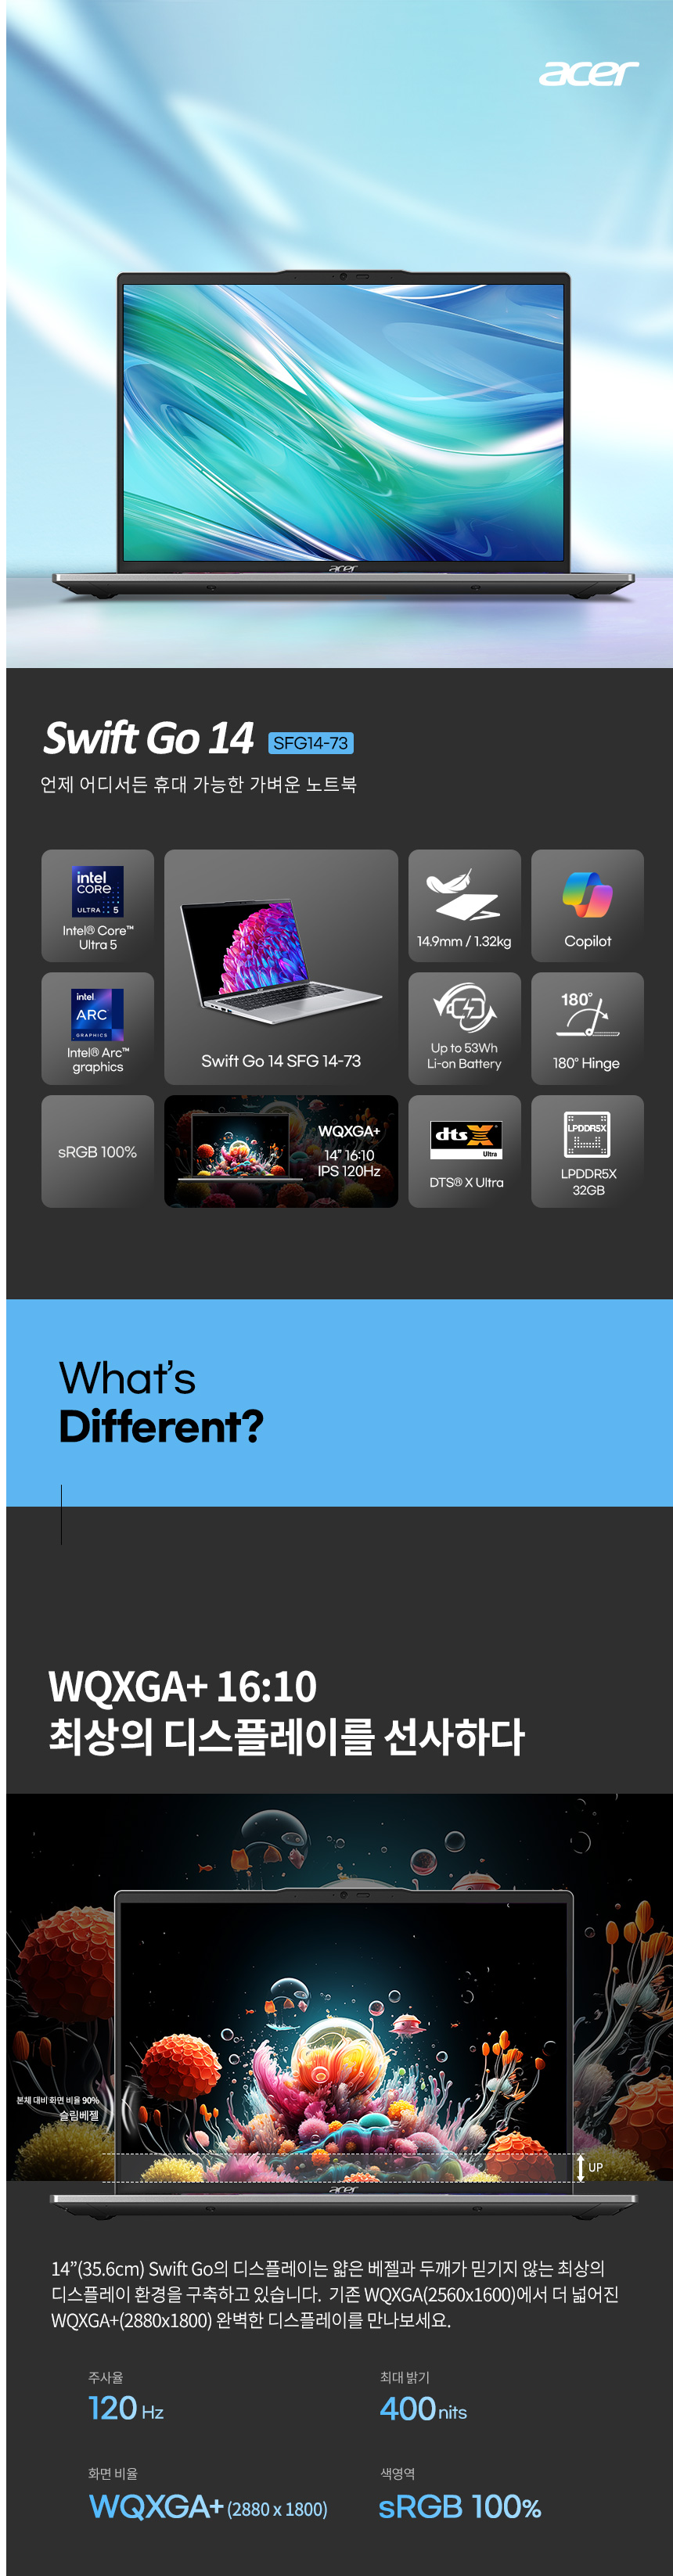 acer
acer
Swift Go 14 SFG14-73
언제 어디서든 휴대 가능한 가벼운 노트북
intel
CORE
ULTRA 5
Intel® Core™
Ultra 5
Swift Go 14 SFG 14-73
14.9mm / 1.32kg
Copilot
intel
ARC
GRAPHICS
Intel® Arc™
graphics
Up to 53Wh
Li-on Battery
180°
180° Hinge
sRGB 100%
WQXGA+
14” 16:10
IPS 120Hz
dts X
Ultra
DTS® X Ultra
LPDDR5X
LPDDR5X
32GB
What’s
Different?
WQXGA+ 16:10
최상의 디스플레이를 선사하다
본체 대비 화면 비율 90%
슬림베젤
UP
acer
14”(35.6cm) Swift Go의 디스플레이는 얇은 베젤과 두께가 믿기지 않는 최상의
디스플레이 환경을 구축하고 있습니다. 기존 WQXGA(2560x1600)에서 더 넓어진
WQXGA+(2880x1800) 완벽한 디스플레이를 만나보세요.
주사율
120 Hz
최대 밝기
400nits
화면 비율
WQXGA+ (2880 x 1800)
색영역
sRGB 100%